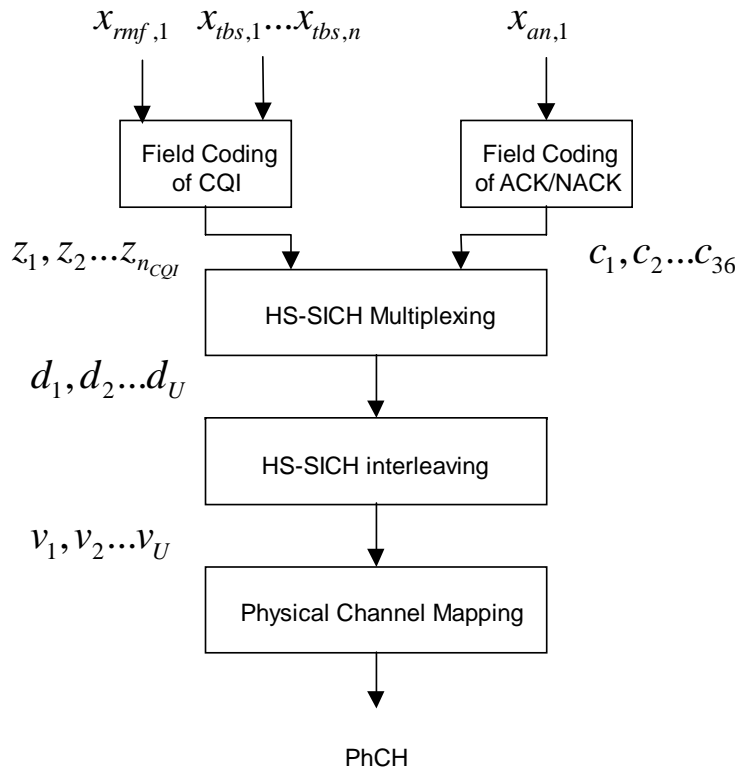 x_{rmf,1} x_{tbs,1}...x_{tbs,n} x_{an,1}
Field Coding
of CQI
Field Coding
of ACK/NACK
z_1, z_2...z_{n_{CQI}} c_1, c_2...c_{36}
HS-SICH Multiplexing
d_1, d_2...d_U
HS-SICH interleaving
v_1, v_2...v_U
Physical Channel Mapping
PhCH